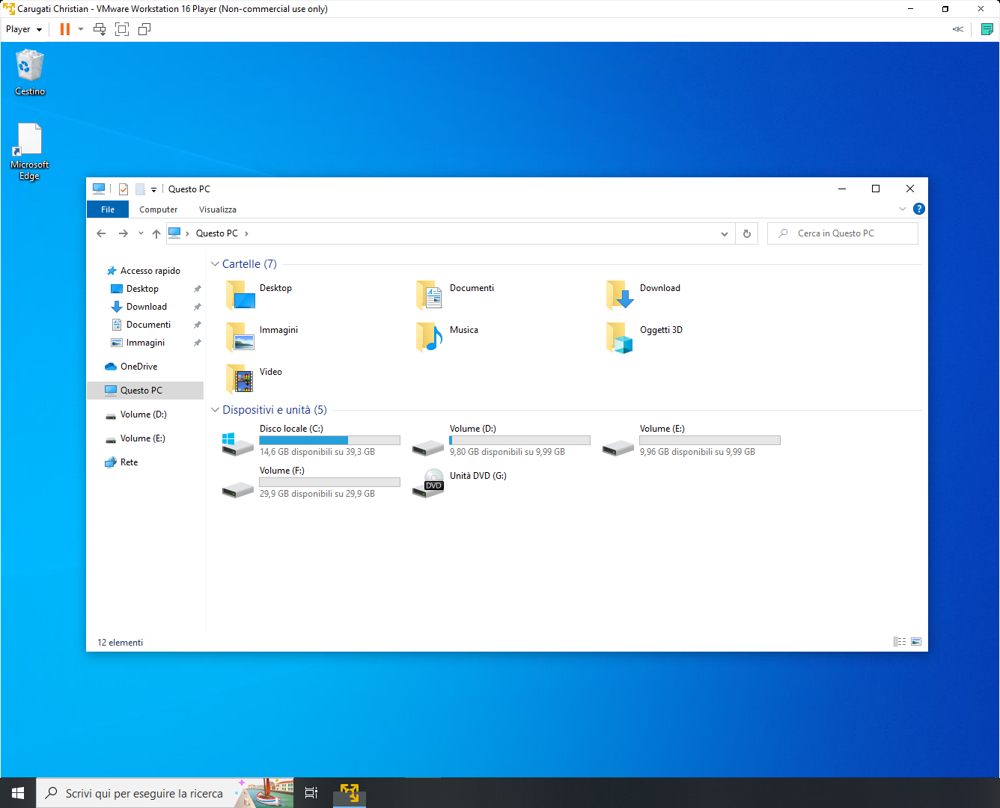 Carugati Christian - VMware Workstation 16 Player (Non-commercial use only)
Player
Cestino
Microsoft
Edge
Questo PC
File
Computer
Visualizza
Questo PC
Cerca in Questo PC
Accesso rapido
Desktop
Download
Documenti
Immagini
OneDrive
Questo PC
Volume (D:)
Volume (E:)
Rete
Cartelle (7)
Desktop
Documenti
Download
Immagini
Musica
Oggetti 3D
Video
Dispositivi e unità (5)
Disco locale (C:)
14,6 GB disponibili su 39,3 GB
Volume (D:)
9,80 GB disponibili su 9,99 GB
Volume (E:)
9,96 GB disponibili su 9,99 GB
Volume (F:)
29,9 GB disponibili su 29,9 GB
DVD
Unità DVD (G:)
12 elementi
Scrivi qui per eseguire la ricerca